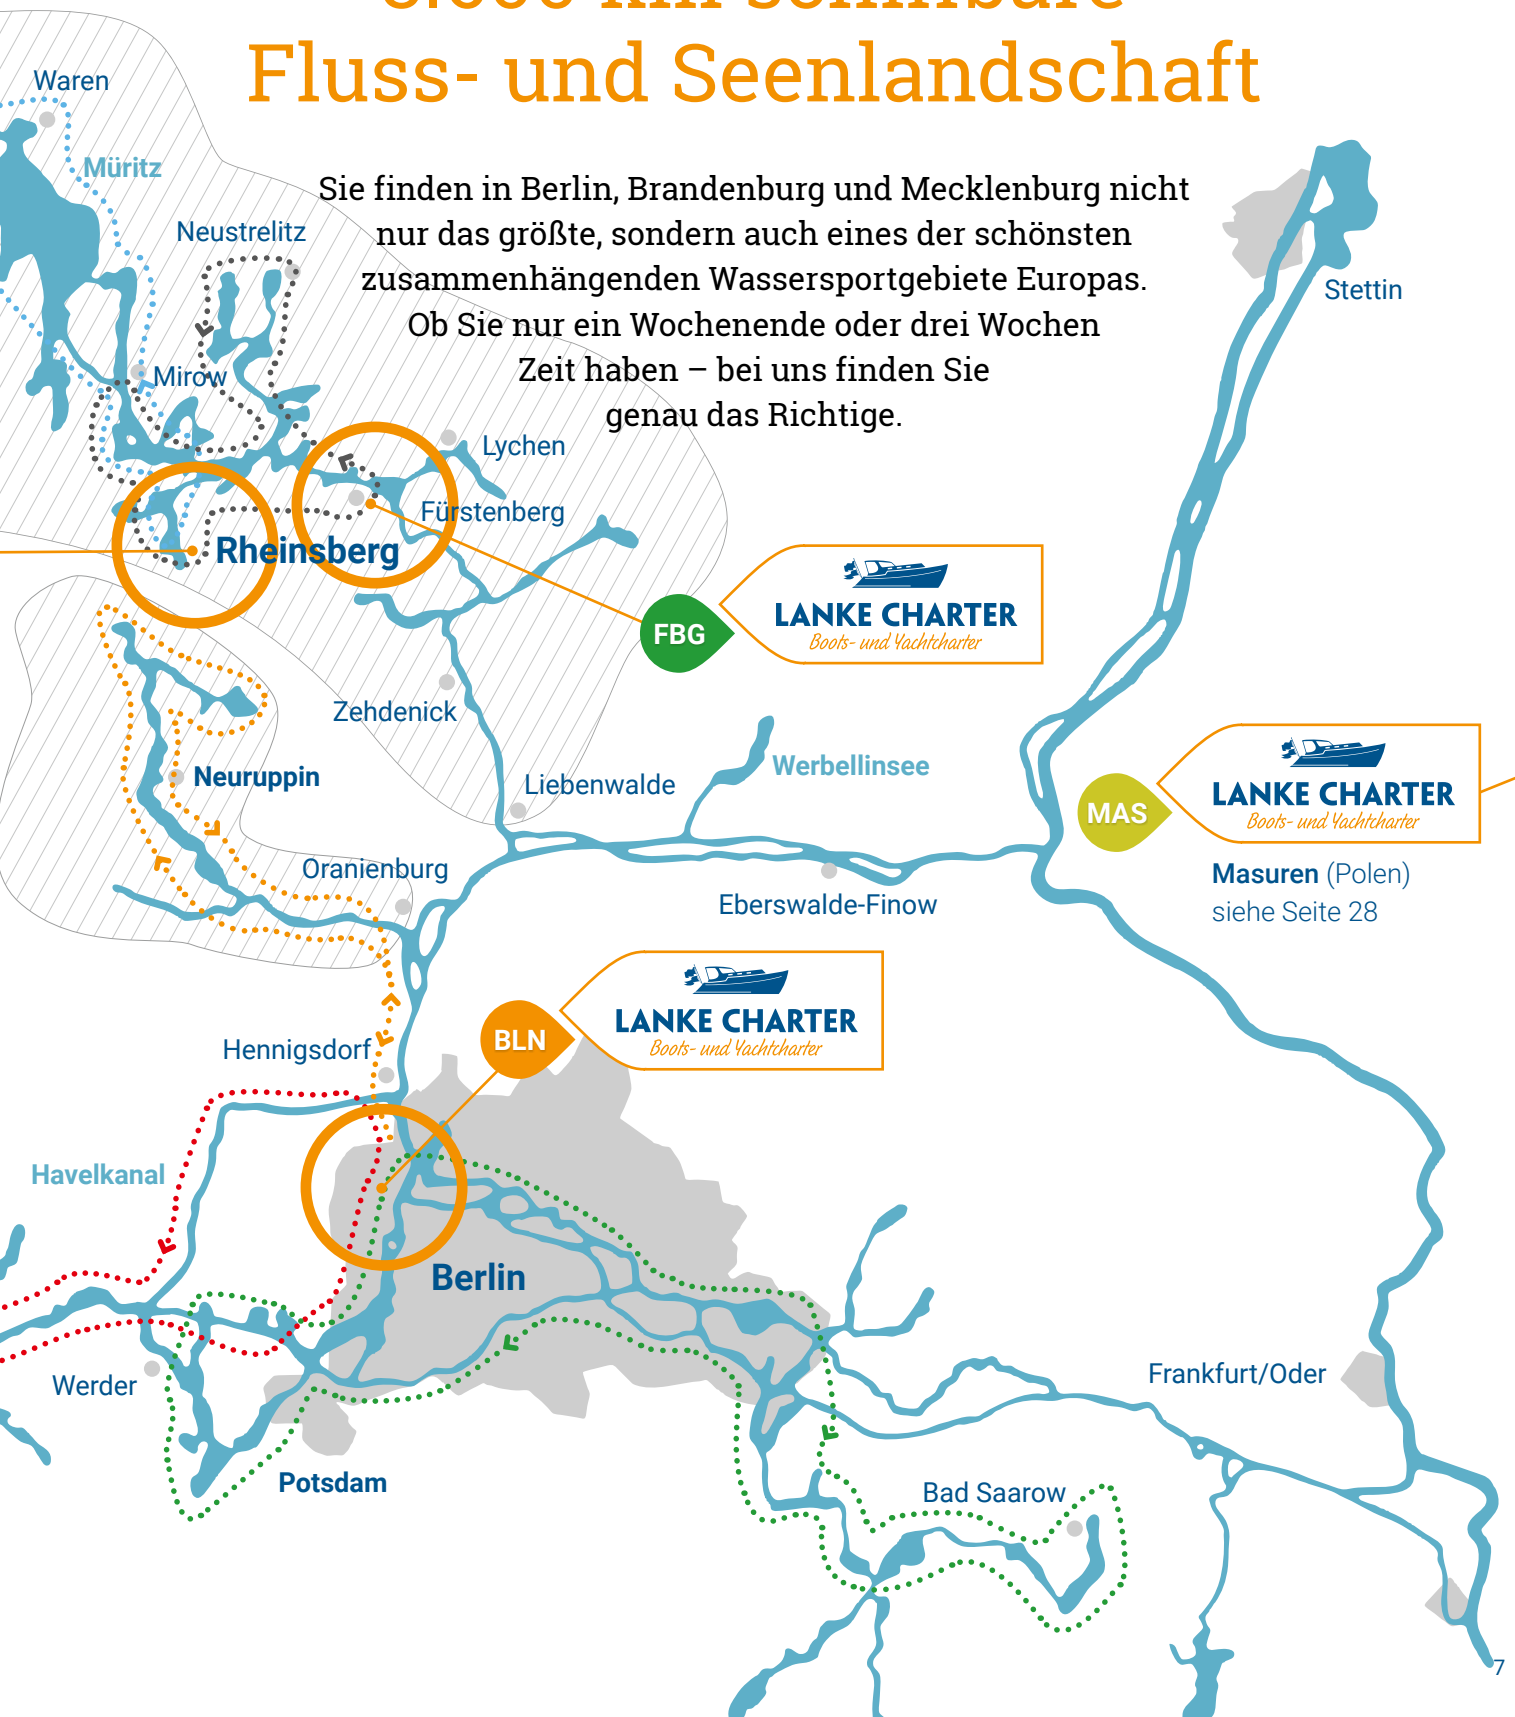 Fluss- und Seenlandschaft
Sie finden in Berlin, Brandenburg und Mecklenburg nicht
nur das größte, sondern auch eines der schönsten
zusammenhängenden Wassersportgebiete Europas.
Ob Sie nur ein Wochenende oder drei Wochen
Zeit haben – bei uns finden Sie
genau das Richtige.
Waren
Müritz
Neustrelitz
Stettin
Mirow
Lychen
Fürstenberg
Rheinsberg
FBG
LANKE CHARTER
Boots- und Yachtcharter
Zehdenick
Neuruppin
Liebenwalde
Werbellinsee
MAS
LANKE CHARTER
Boots- und Yachtcharter
Masuren (Polen)
siehe Seite 28
Oranienburg
Eberswalde-Finow
BLN
LANKE CHARTER
Boots- und Yachtcharter
Hennigsdorf
Havelkanal
Berlin
Werder
Frankfurt/Oder
Potsdam
Bad Saarow
7